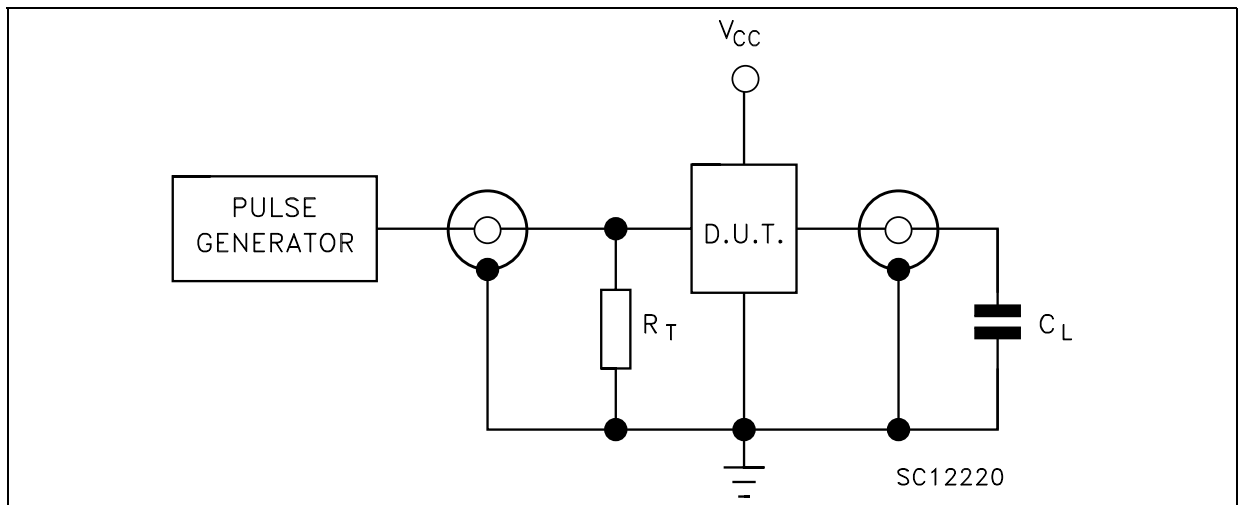 VCC
PULSE
GENERATOR
D.U.T.
RT
CL
SC12220